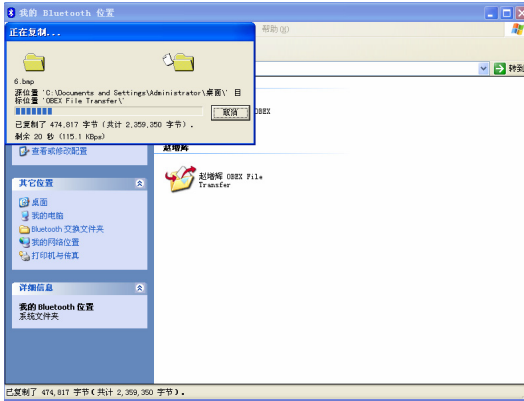 我的 Bluetooth 位置
正在复制...
帮助(H)
6.bmp
源位置 'C:\Documents and Settings\Administrator\桌面\' 目
标位置 'OBEX File Transfer\'
转到
取消
OBEX
已复制了 474,817 字节 (共计 2,359,350 字节) .
剩余 20 秒 (115.1 KBps)
查看或修改配置
赵增辉
赵增辉 OBEX File
Transfer
其它位置
桌面
我的电脑
Bluetooth 交换文件夹
我的网络位置
打印机与传真
详细信息
我的 Bluetooth 位置
系统文件夹
已复制了 474,817 字节(共计 2,359,350 字节).